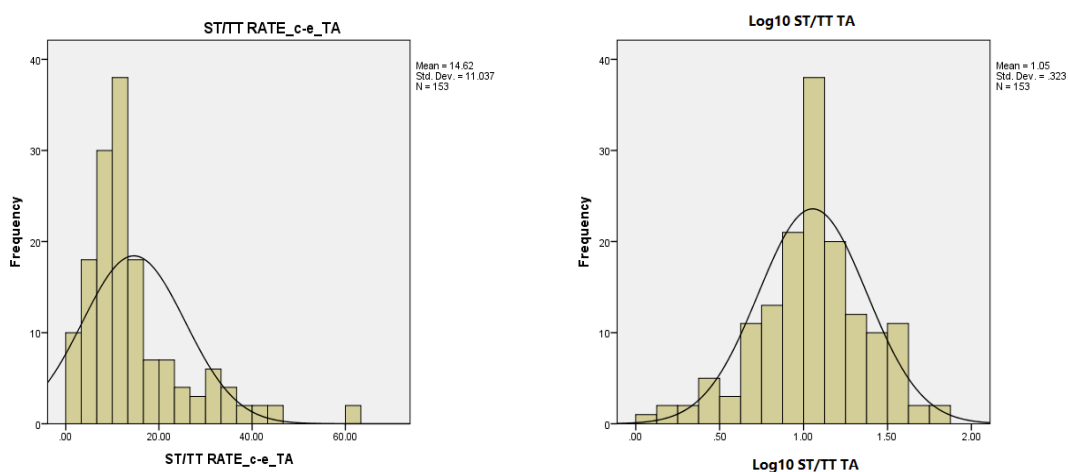 ST/TT RATE_c-e_TA
Mean = 14.62
Std. Dev. = 11.037
N = 153
Frequency
40
30
20
10
0
.00 20.00 40.00 60.00
ST/TT RATE_c-e_TA
Log10 ST/TT TA
Mean = 1.05
Std. Dev. = .323
N = 153
Frequency
40
30
20
10
0
.00 .50 1.00 1.50 2.00
Log10 ST/TT TA